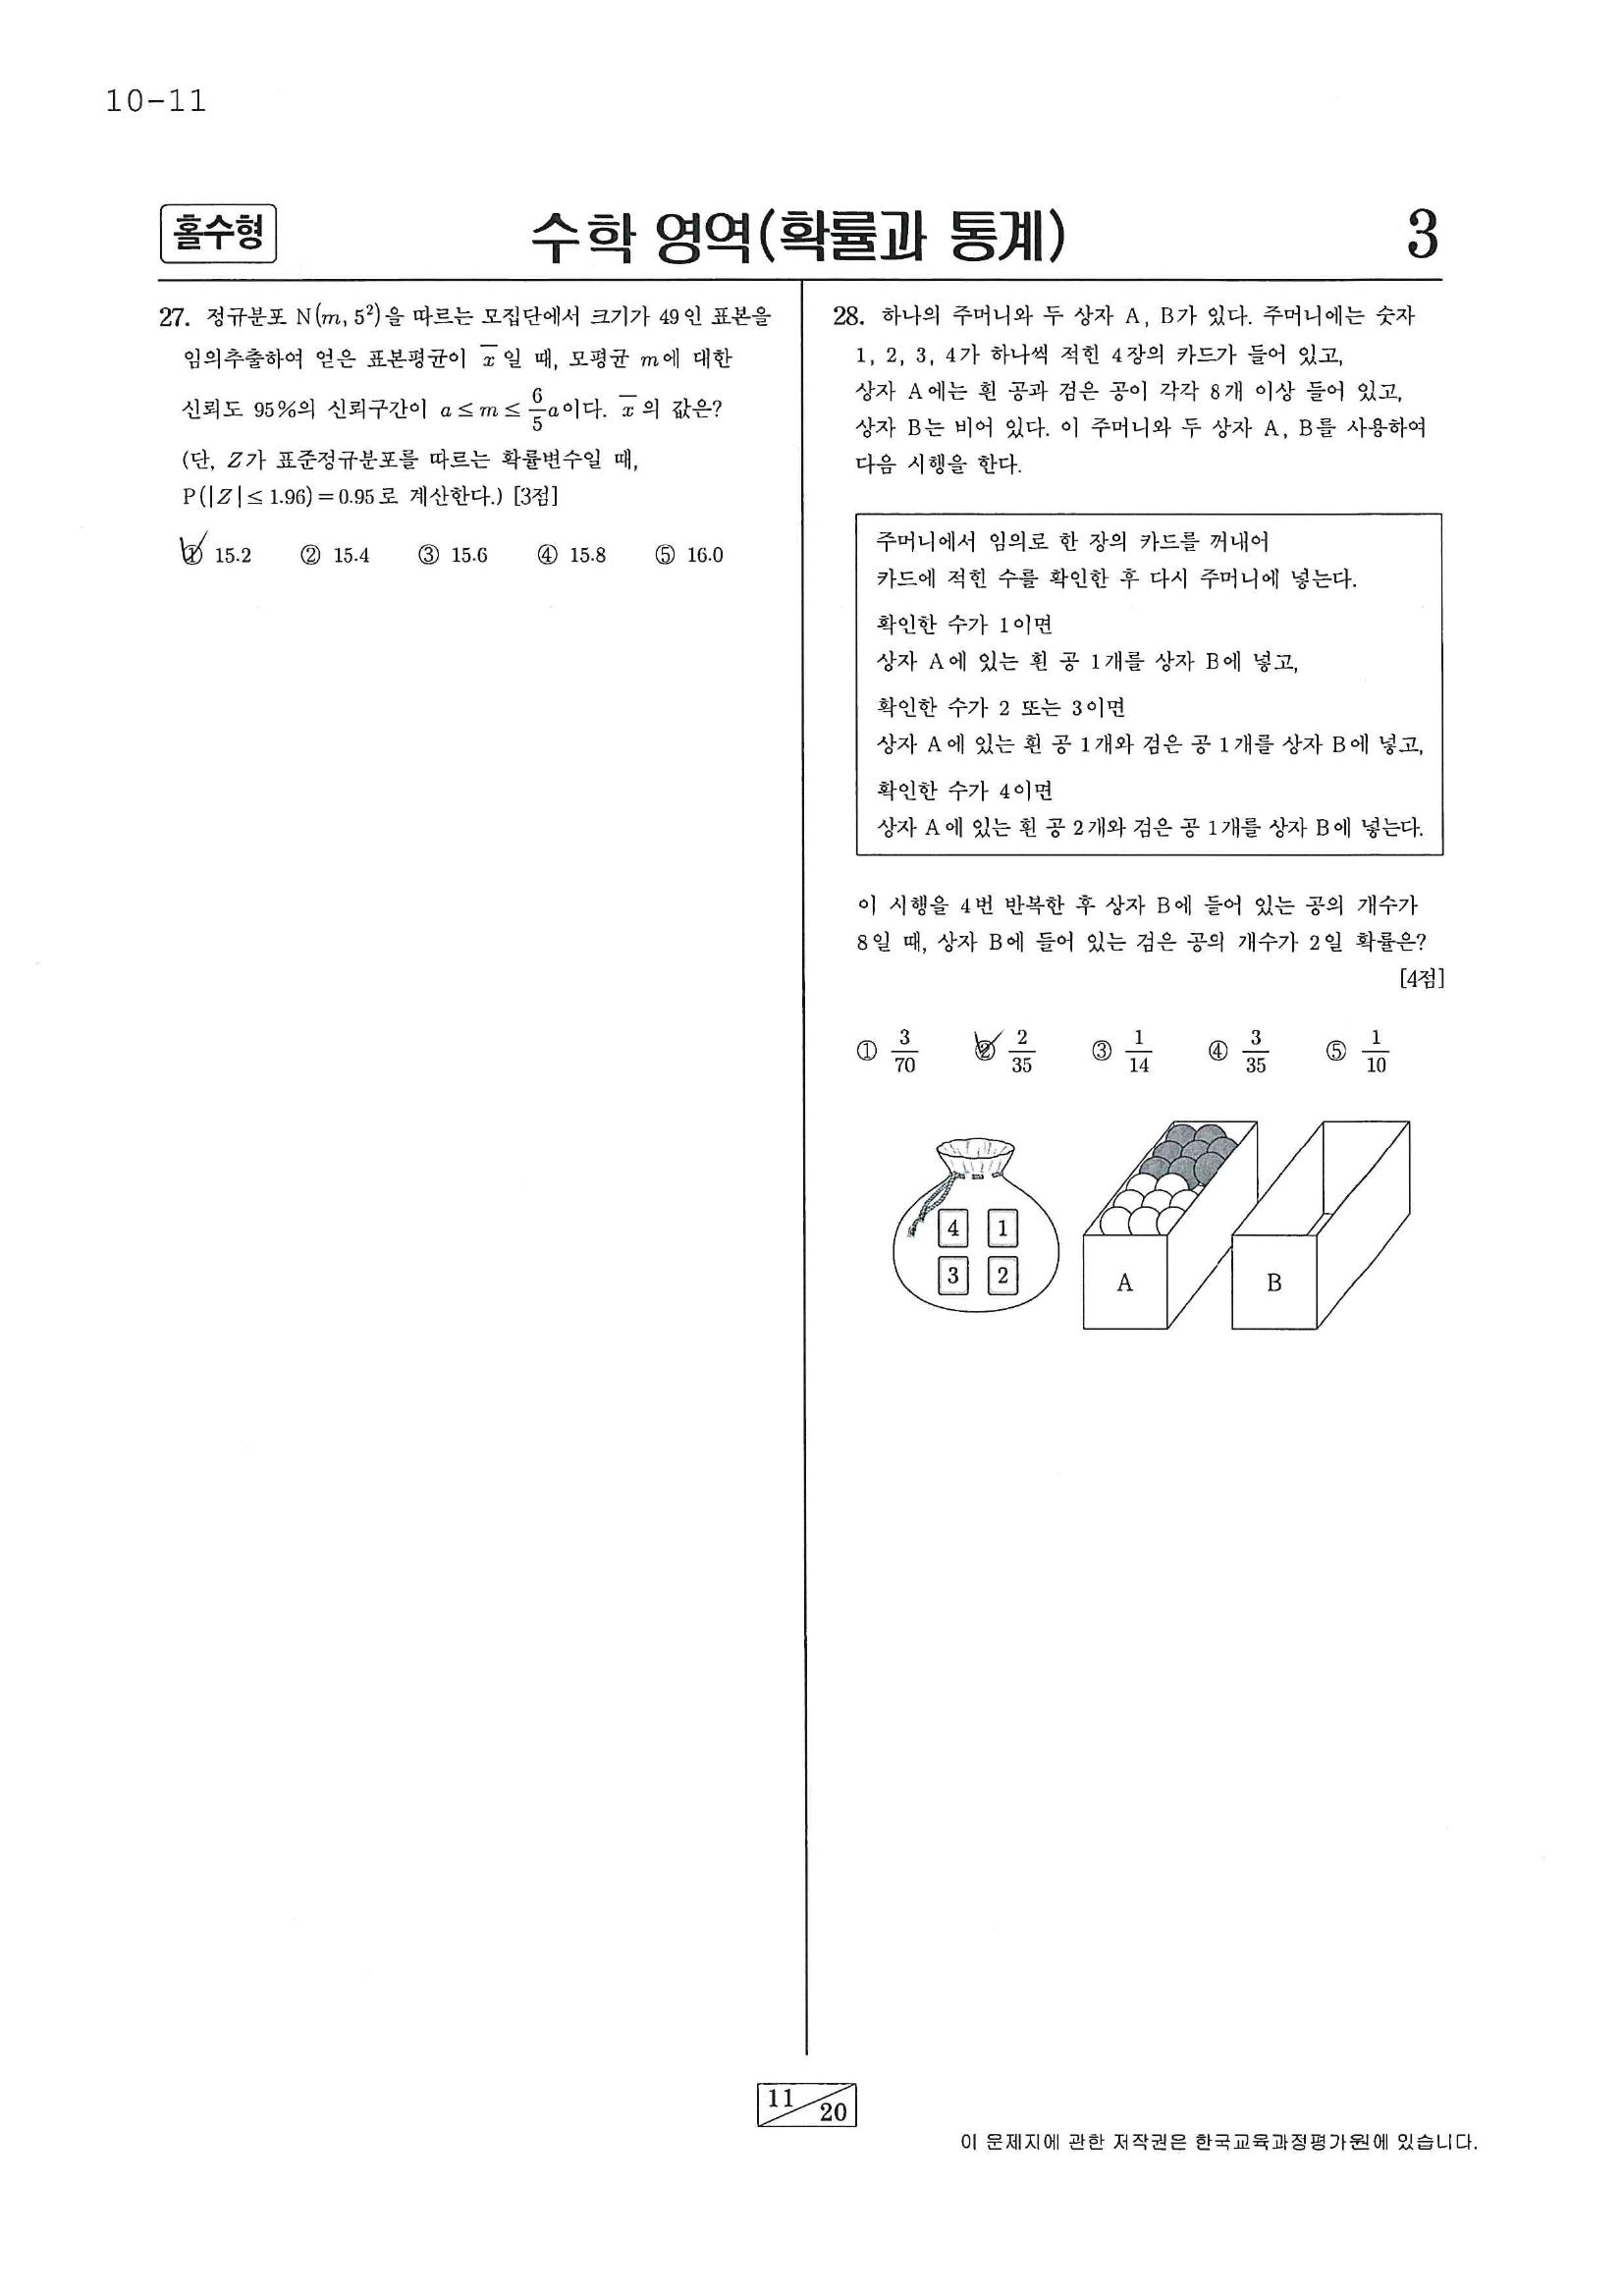 10-11
홀수형
수학 영역(확률과 통계)
3
27. 정규분포 N(m, 5²)을 따르는 모집단에서 크기가 49인 표본을
임의추출하여 얻은 표본평균이 x̄일 때, 모평균 m에 대한
신뢰도 95%의 신뢰구간이 a≤m≤6/5a이다. x̄의 값은?
(단, Z가 표준정규분포를 따르는 확률변수일 때,
P(|Z|≤1.96)=0.95로 계산한다.) [3점]
① 15.2 ② 15.4 ③ 15.6 ④ 15.8 ⑤ 16.0
28. 하나의 주머니와 두 상자 A, B가 있다. 주머니에는 숫자
1, 2, 3, 4가 하나씩 적힌 4장의 카드가 들어 있고,
상자 A에는 흰 공과 검은 공이 각각 8개 이상 들어 있고,
상자 B는 비어 있다. 이 주머니와 두 상자 A, B를 사용하여
다음 시행을 한다.
주머니에서 임의로 한 장의 카드를 꺼내어
카드에 적힌 수를 확인한 후 다시 주머니에 넣는다.
확인한 수가 1이면
상자 A에 있는 흰 공 1개를 상자 B에 넣고,
확인한 수가 2 또는 3이면
상자 A에 있는 흰 공 1개와 검은 공 1개를 상자 B에 넣고,
확인한 수가 4이면
상자 A에 있는 흰 공 2개와 검은 공 1개를 상자 B에 넣는다.
이 시행을 4번 반복한 후 상자 B에 들어 있는 공의 개수가
8일 때, 상자 B에 들어 있는 검은 공의 개수가 2일 확률은?
[4점]
① 3/70 ② 2/35 ③ 1/14 ④ 3/35 ⑤ 1/10
4 1
3 2
A
B
11
20
이 문제지에 관한 저작권은 한국교육과정평가원에 있습니다.